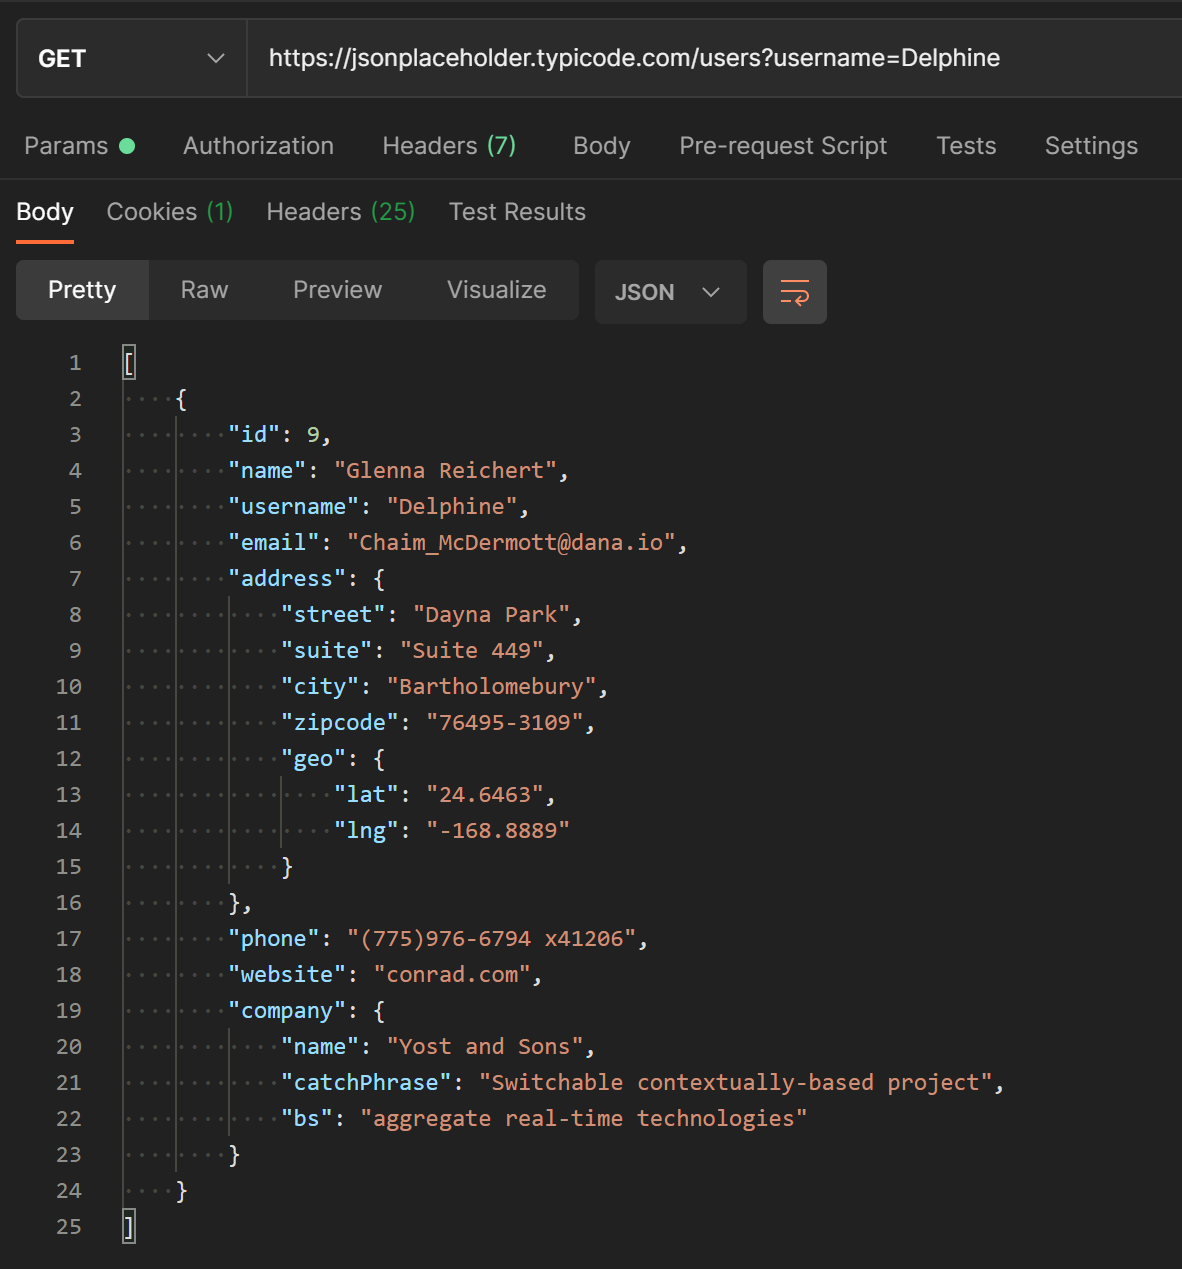 GET https://jsonplaceholder.typicode.com/users?username=Delphine
Params Authorization Headers (7) Body Pre-request Script Tests Settings
Body Cookies (1) Headers (25) Test Results
Pretty Raw Preview Visualize JSON
1 [
2 {
3 "id": 9,
4 "name": "Glenna Reichert",
5 "username": "Delphine",
6 "email": "Chaim_McDermott@dana.io",
7 "address": {
8 "street": "Dayna Park",
9 "suite": "Suite 449",
10 "city": "Bartholomebury",
11 "zipcode": "76495-3109",
12 "geo": {
13 "lat": "24.6463",
14 "lng": "-168.8889"
15 }
16 },
17 "phone": "(775)976-6794 x41206",
18 "website": "conrad.com",
19 "company": {
20 "name": "Yost and Sons",
21 "catchPhrase": "Switchable contextually-based project",
22 "bs": "aggregate real-time technologies"
23 }
24 }
25 ]